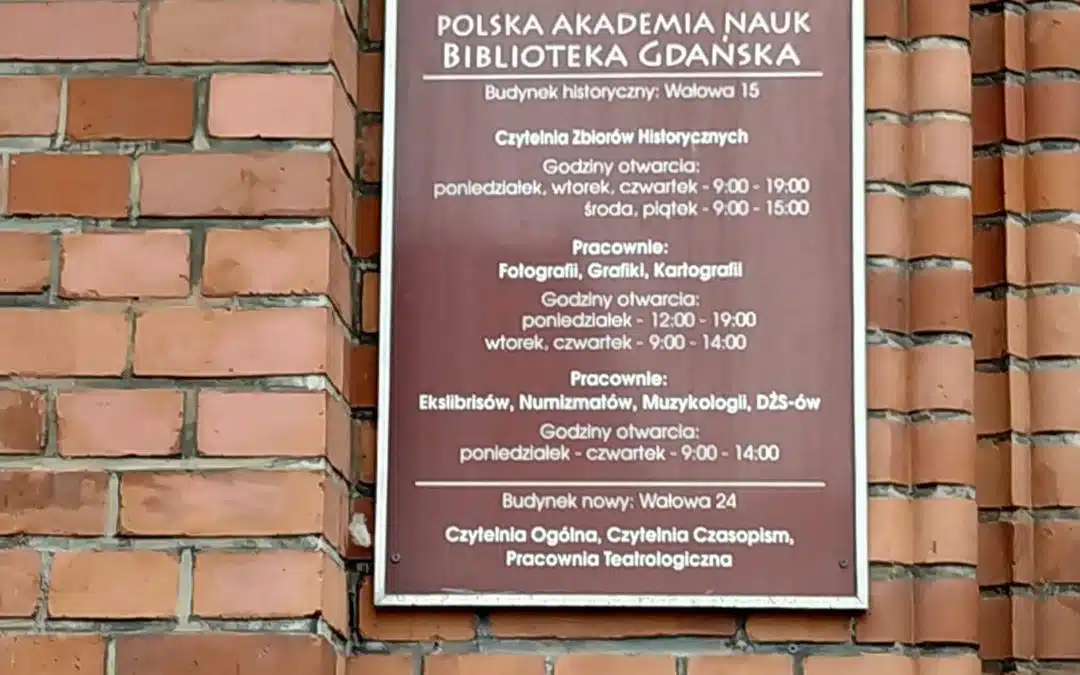 POLSKA AKADEMIA NAUK
BIBLIOTEKA GDAŃSKA
Budynek historyczny: Wałowa 15
Czytelnia Zbiorów Historycznych
Godziny otwarcia:
poniedziałek, wtorek, czwartek - 9:00 - 19:00
środa, piątek - 9:00 - 15:00
Pracownie:
Fotografii, Grafiki, Kartografii
Godziny otwarcia:
poniedziałek - 12:00 - 19:00
wtorek, czwartek - 9:00 - 14:00
Pracownie:
Ekslibrisów, Numizmatów, Muzykologii, DŻS-ów
Godziny otwarcia:
poniedziałek - czwartek - 9:00 - 14:00
Budynek nowy: Wałowa 24
Czytelnia Ogólna, Czytelnia Czasopism,
Pracownia Teatrologiczna